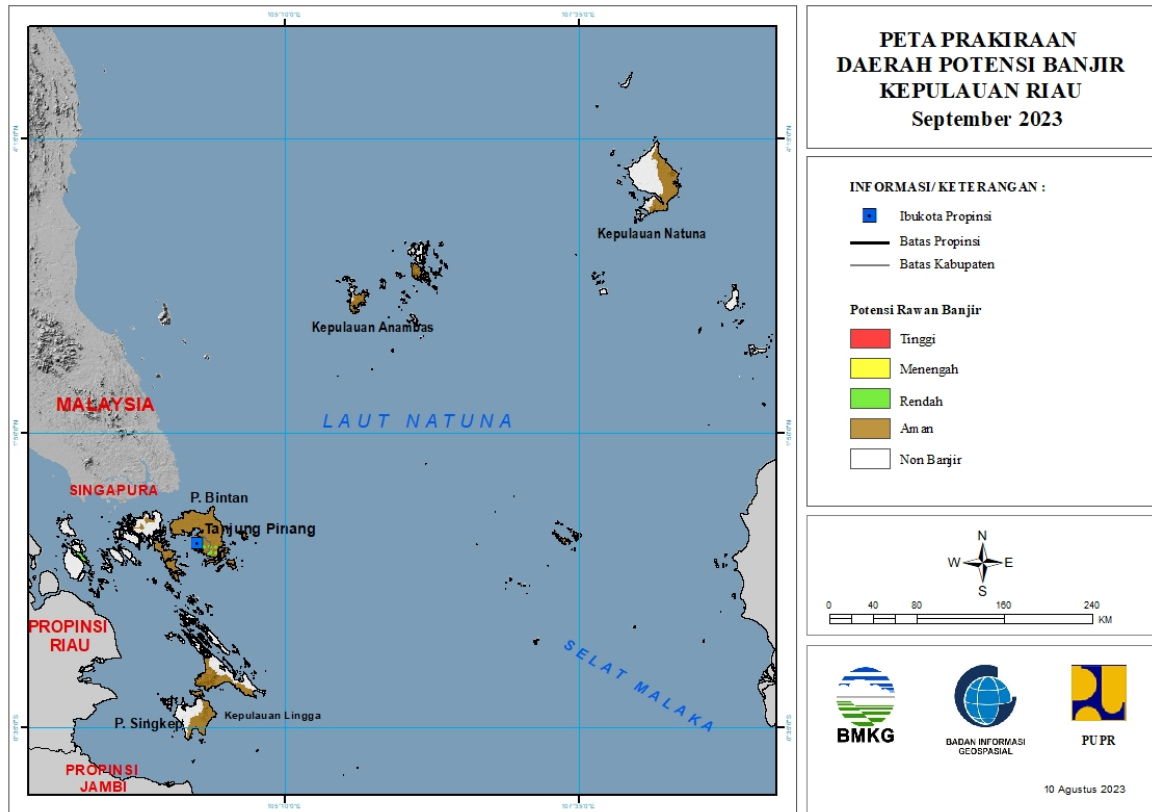 PETA PRAKIRAAN
DAERAH POTENSI BANJIR
KEPULAUAN RIAU
September 2023
INFORMASI/ KETERANGAN :
Ibukota Propinsi
Batas Propinsi
Batas Kabupaten
Potensi Rawan Banjir
Tinggi
Menengah
Rendah
Aman
Non Banjir
N
W E
S
0 20 40 80 160 240
KM
BMKG
BADAN INFORMASI
GEOSPASIAL
PUPR
10 Agustus 2023
Kepulauan Natuna
Kepulauan Anambas
MALAYSIA
LAUT NATUNA
SINGAPURA
P. Bintan
Tanjung Pinang
PROPINSI
RIAU
SELAT MALAKA
P. Singkep
Kepulauan Lingga
PROPINSI
JAMBI